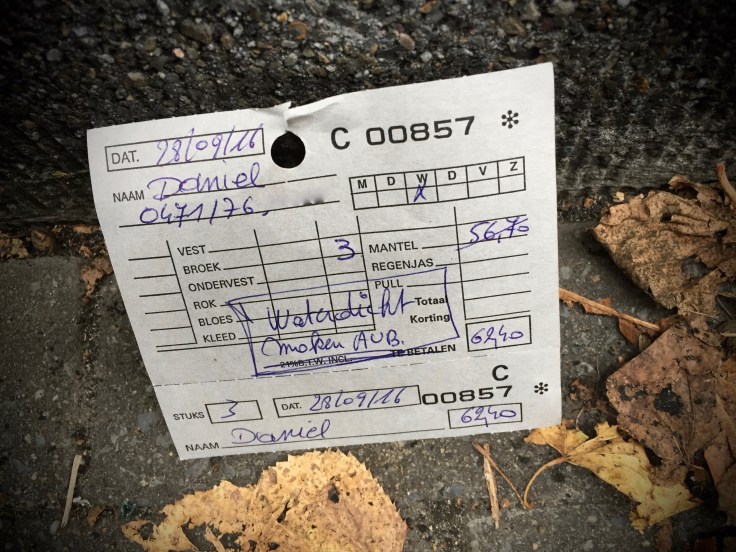 DAT. 28/09/16 C 00857 *
NAAM Daniel
0471/76.
M D W D V Z
X
VEST
BROEK
ONDERVEST
ROK
BLOES
KLEED
3 MANTEL 56,70
REGENJAS
PULL
Totaal
Korting
Waterdicht
maken AUB.
21% B.T.W. INCL. TE BETALEN 62,40
STUKS 3 DAT. 28/09/16 C 00857 *
NAAM Daniel 62,40